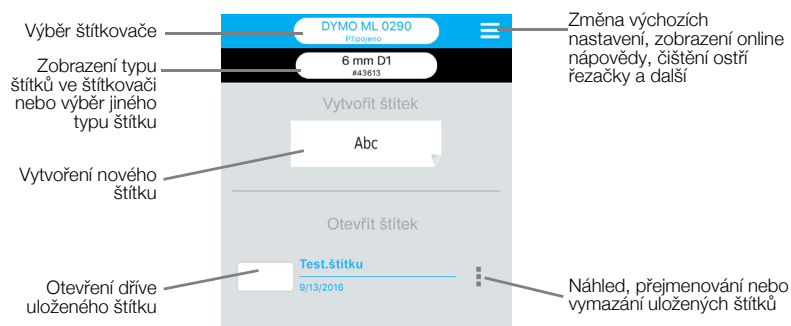 Výběr štítkovače
Zobrazení typu
štítků ve štítkovači
nebo výběr jiného
typu štítku
Vytvoření nového
štítku
Otevření dříve
uloženého štítku
DYMO ML 0290
Připojeno
6 mm D1
#43613
Vytvořit štítek
Abc
Otevřít štítek
Test.štitku
9/13/2016
Změna výchozích
nastavení, zobrazení online
nápovědy, čištění ostří
řezačky a další
Náhled, přejmenování nebo
vymazání uložených štítků